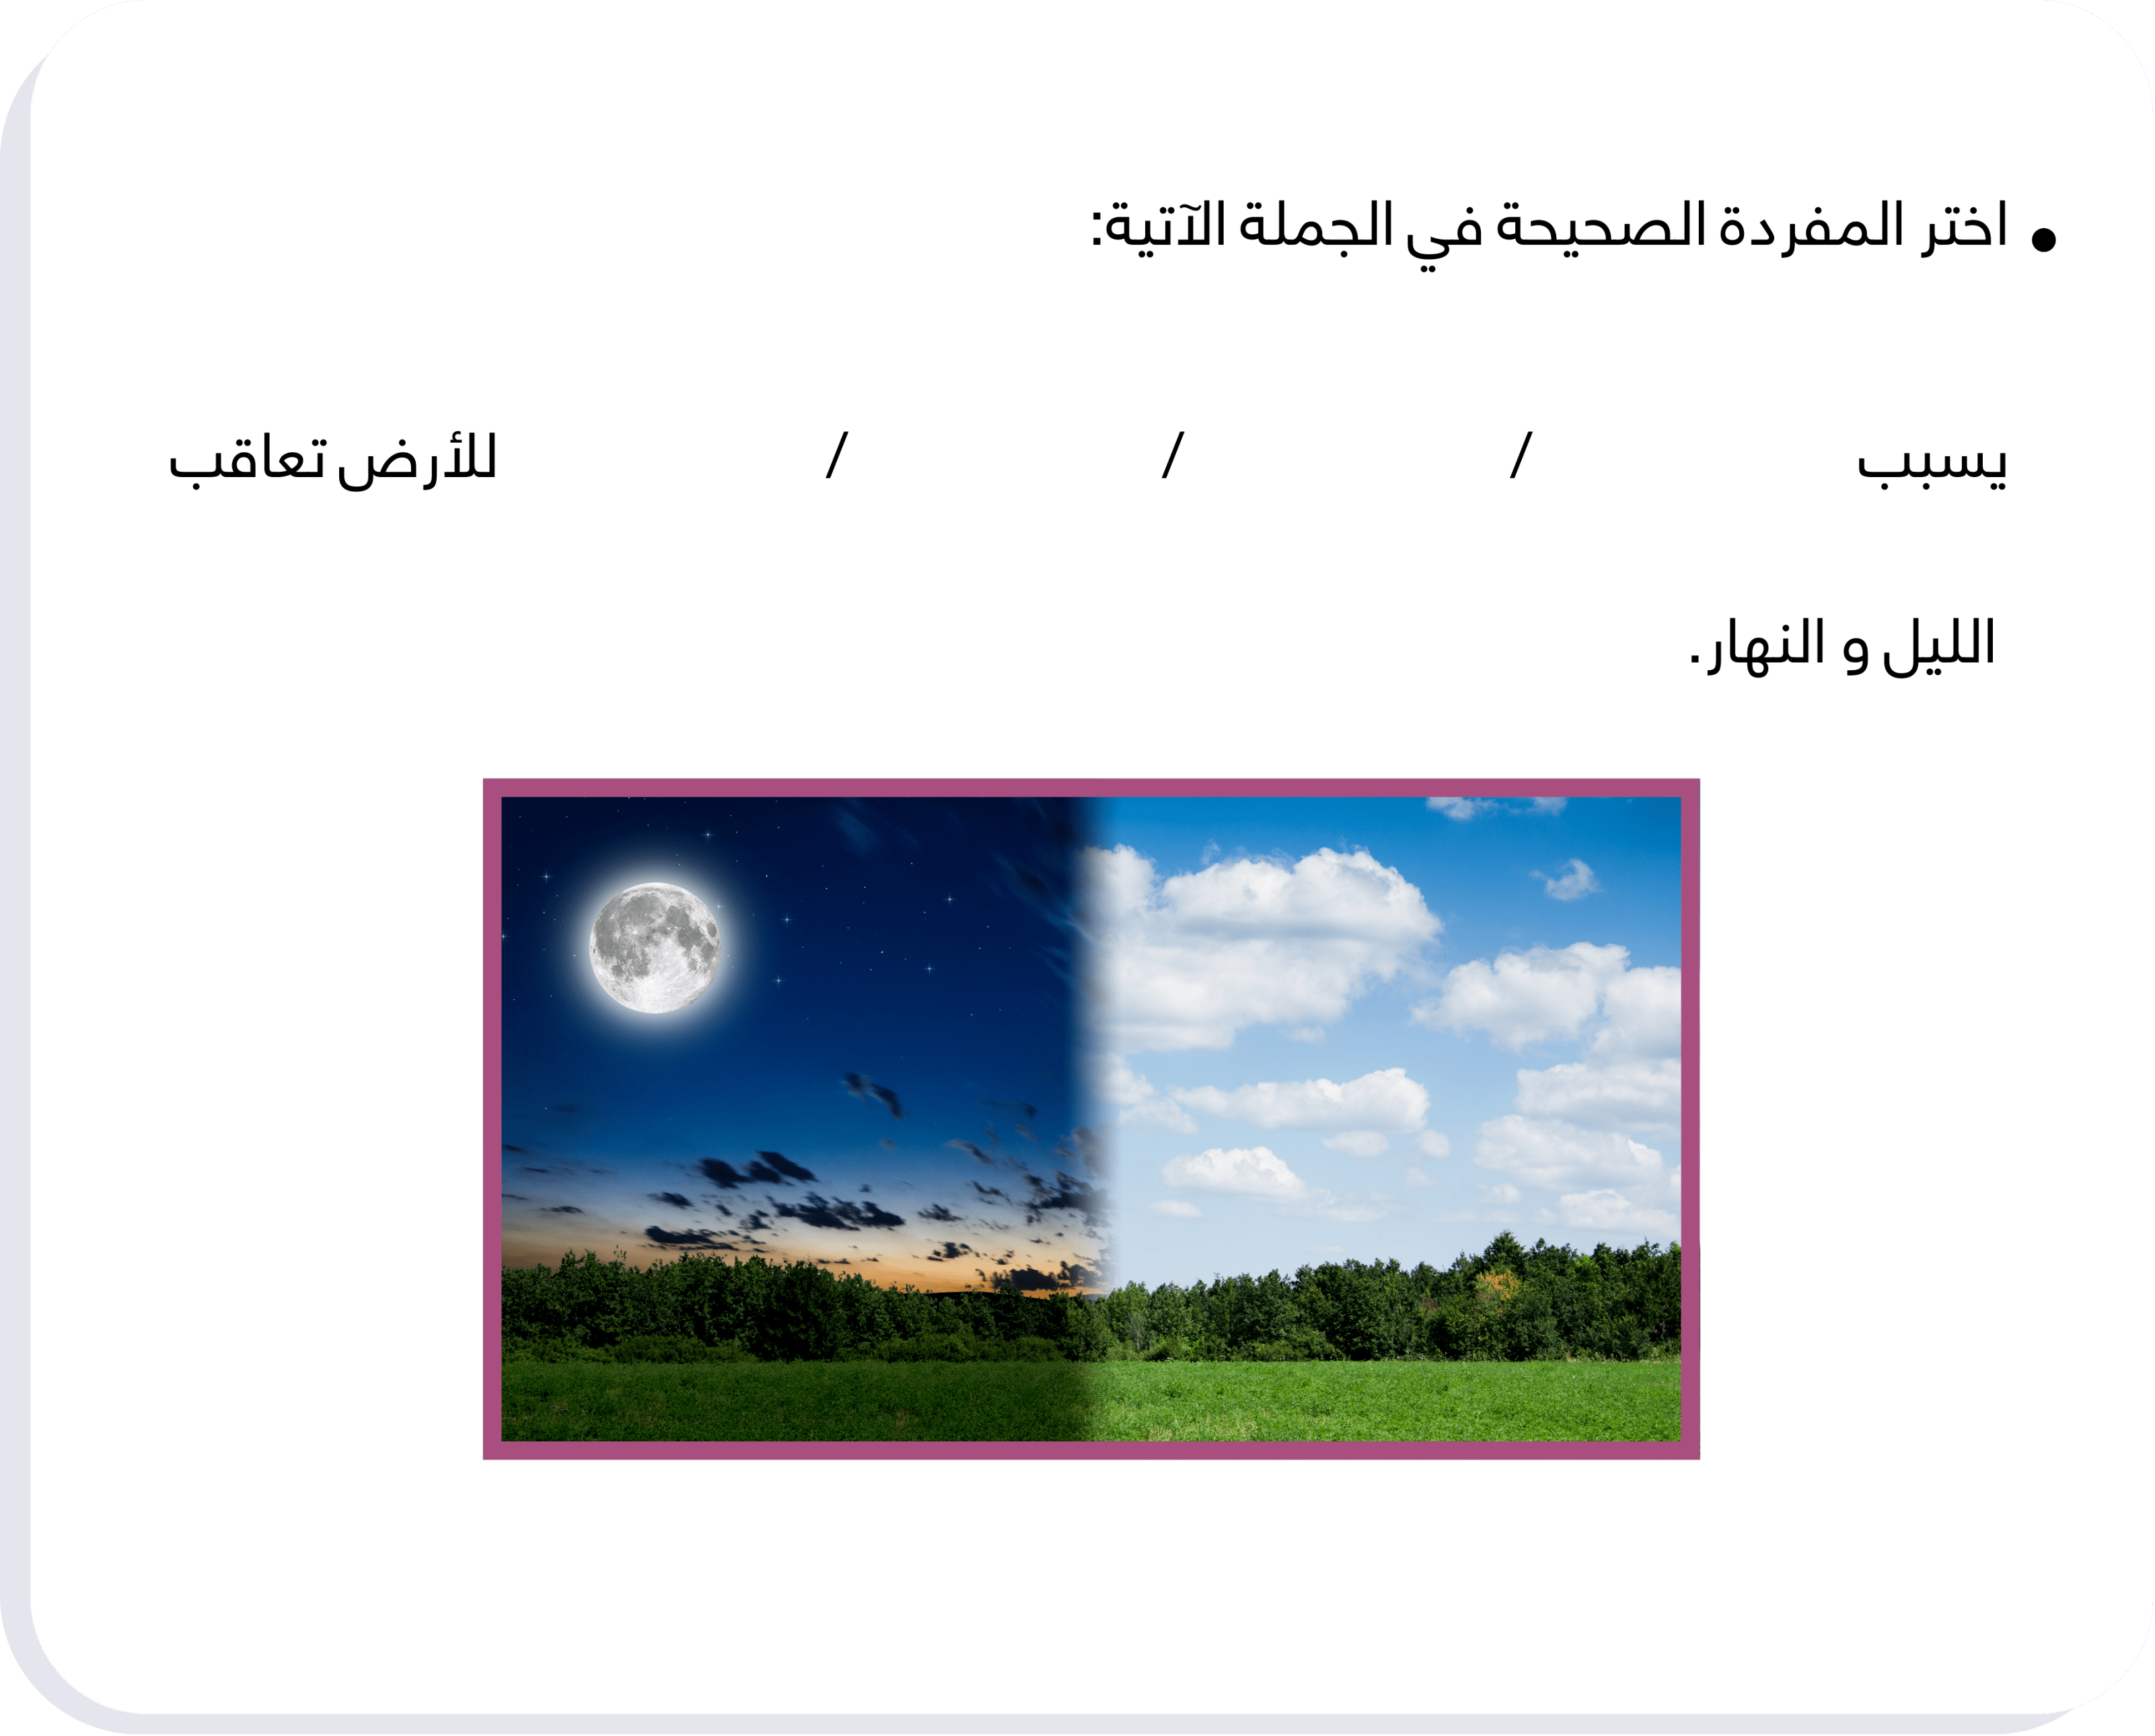 • اختر المفردة الصحيحة في الجملة الآتية:
يسبب / / / للأرض تعاقب
الليل و النهار.